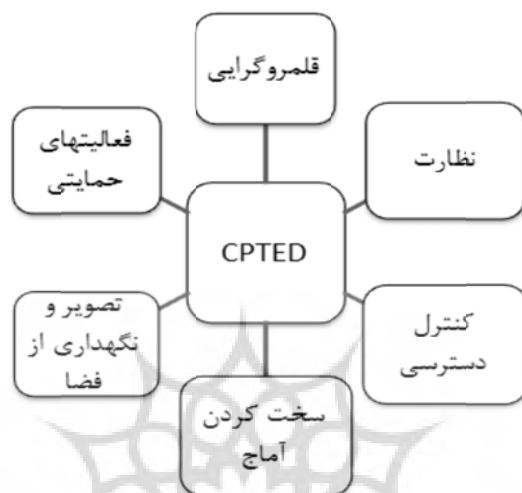 قلمروگرایی
نظارت
کنترل
دسترسی
سخت کردن
آماج
تصویر و
نگهداری از
فضا
فعالیتهای
حمایتی
CPTED